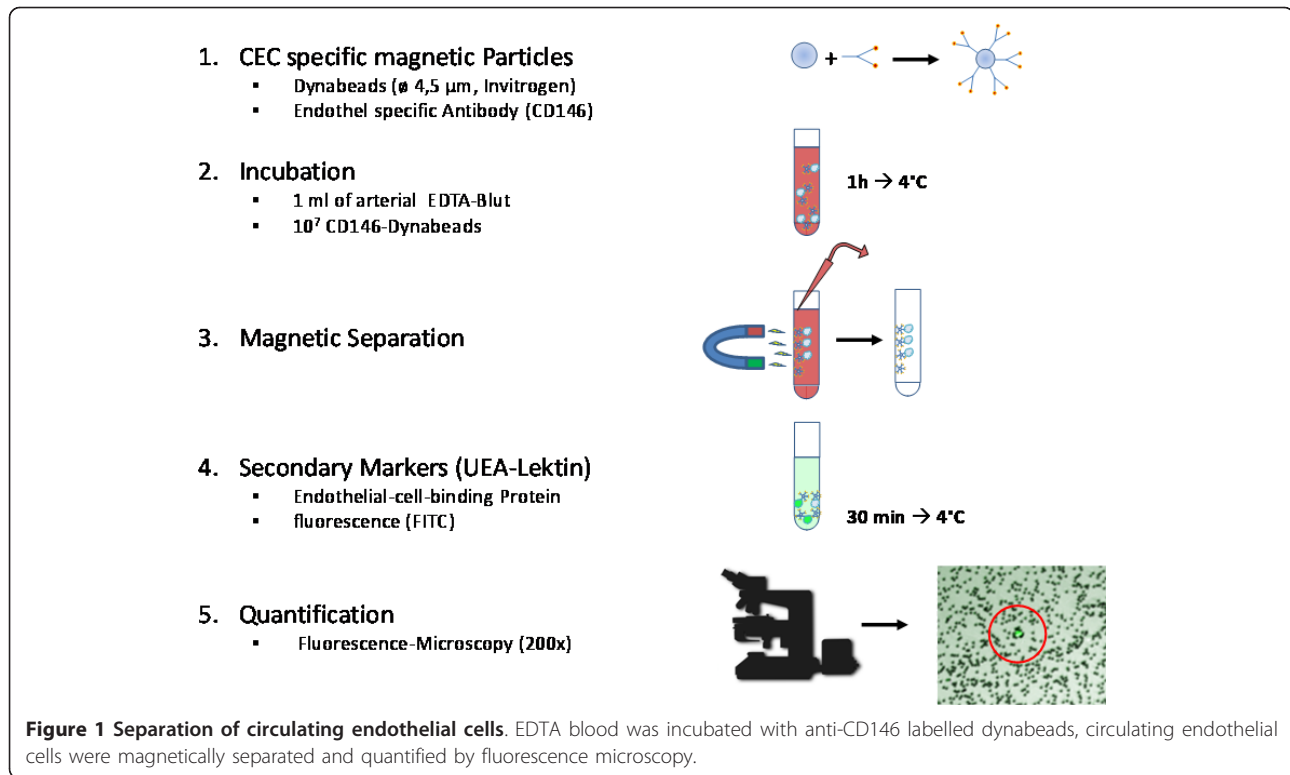 1. CEC specific magnetic Particles
▪ Dynabeads (ø 4,5 µm, Invitrogen)
▪ Endothel specific Antibody (CD146)
+
2. Incubation
▪ 1 ml of arterial EDTA-Blut
▪ 10⁷ CD146-Dynabeads
1h → 4°C
3. Magnetic Separation
4. Secondary Markers (UEA-Lektin)
▪ Endothelial-cell-binding Protein
▪ fluorescence (FITC)
30 min → 4°C
5. Quantification
▪ Fluorescence-Microscopy (200x)
Figure 1 Separation of circulating endothelial cells. EDTA blood was incubated with anti-CD146 labelled dynabeads, circulating endothelial
cells were magnetically separated and quantified by fluorescence microscopy.